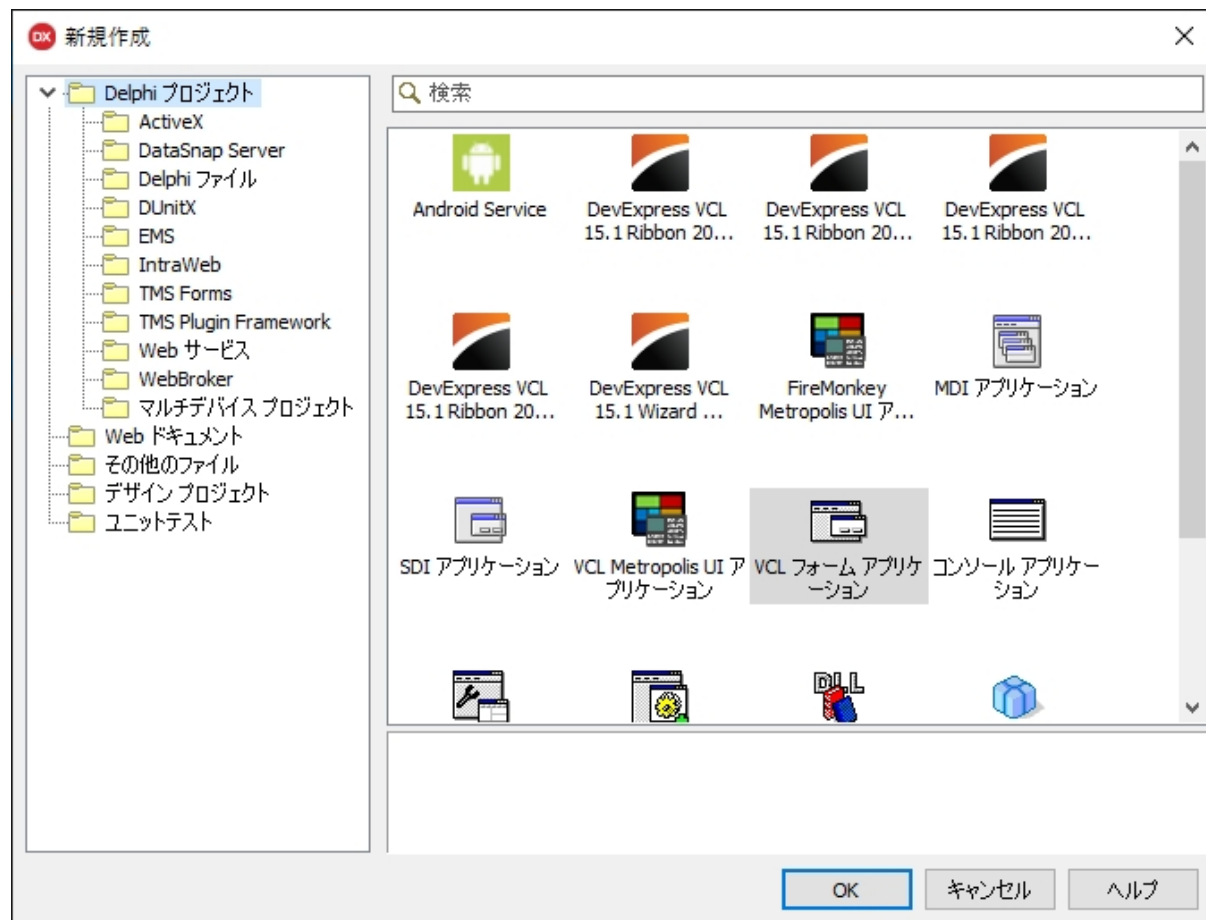 DX 新規作成
Delphi プロジェクト
ActiveX
DataSnap Server
Delphi ファイル
DUnitX
EMS
IntraWeb
TMS Forms
TMS Plugin Framework
Web サービス
WebBroker
マルチデバイス プロジェクト
Web ドキュメント
その他のファイル
デザイン プロジェクト
ユニットテスト
検索
Android Service
DevExpress VCL
15.1 Ribbon 20...
DevExpress VCL
15.1 Ribbon 20...
DevExpress VCL
15.1 Ribbon 20...
DevExpress VCL
15.1 Ribbon 20...
DevExpress VCL
15.1 Wizard ...
FireMonkey
Metropolis UI ア...
MDI アプリケーション
SDI アプリケーション
VCL Metropolis UI ア
プリケーション
VCL フォーム アプリケ
ーション
コンソール アプリケー
ション
DLL
OK
キャンセル
ヘルプ